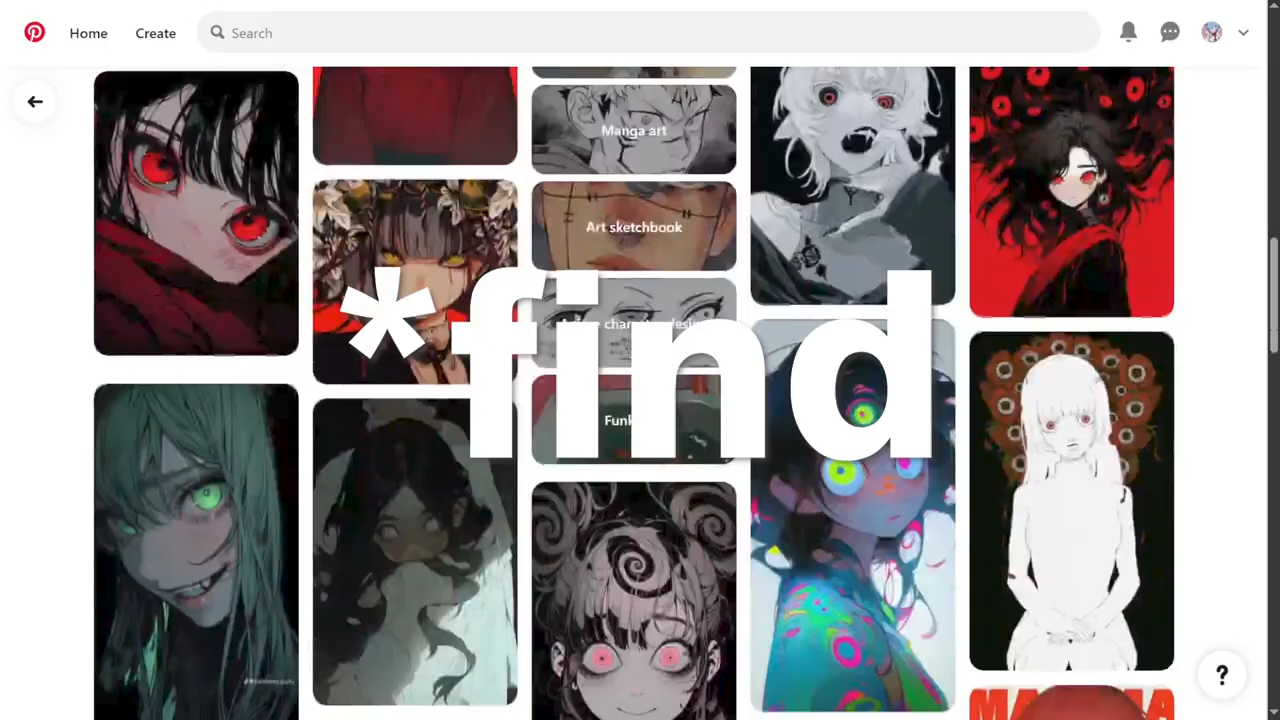 Home
Create
Search
Manga art
Art sketchbook
*find
?